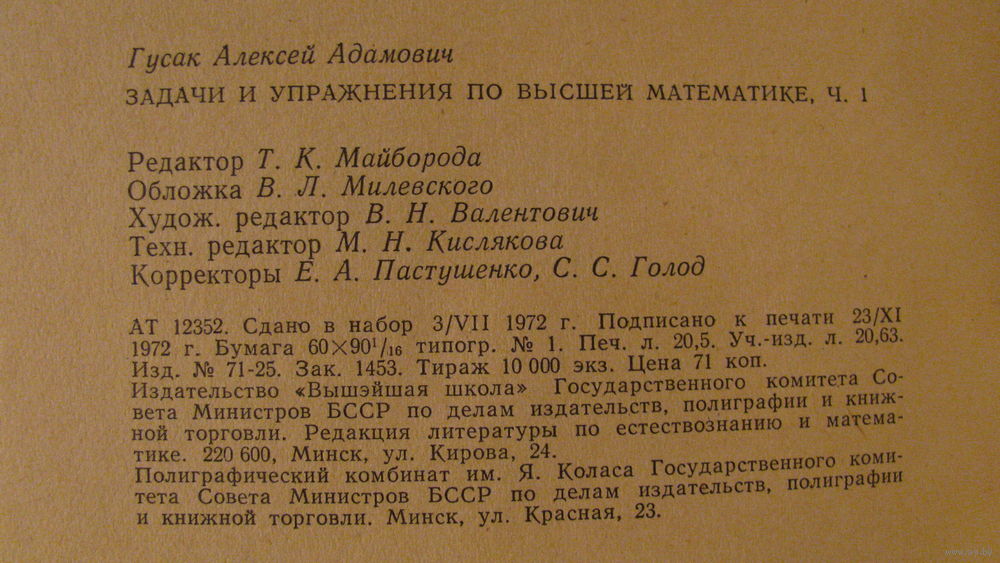 Гусак Алексей Адамович
ЗАДАЧИ И УПРАЖНЕНИЯ ПО ВЫСШЕЙ МАТЕМАТИКЕ, Ч. 1
Редактор Т. К. Майборода
Обложка В. Л. Милевского
Худож. редактор В. Н. Валентович
Техн. редактор М. Н. Кислякова
Корректоры Е. А. Пастушенко, С. С. Голод
АТ 12352. Сдано в набор 3/VII 1972 г. Подписано к печати 23/XI
1972 г. Бумага 60×90¹/₁₆ типогр. № 1. Печ. л. 20,5. Уч.-изд. л. 20,63.
Изд. № 71-25. Зак. 1453. Тираж 10 000 экз. Цена 71 коп.
Издательство «Вышэйшая школа» Государственного комитета Со-
вета Министров БССР по делам издательств, полиграфии и книж-
ной торговли. Редакция литературы по естествознанию и матема-
тике. 220 600, Минск, ул. Кирова, 24.
Полиграфический комбинат им. Я. Коласа Государственного коми-
тета Совета Министров БССР по делам издательств, полиграфии
и книжной торговли. Минск, ул. Красная, 23.